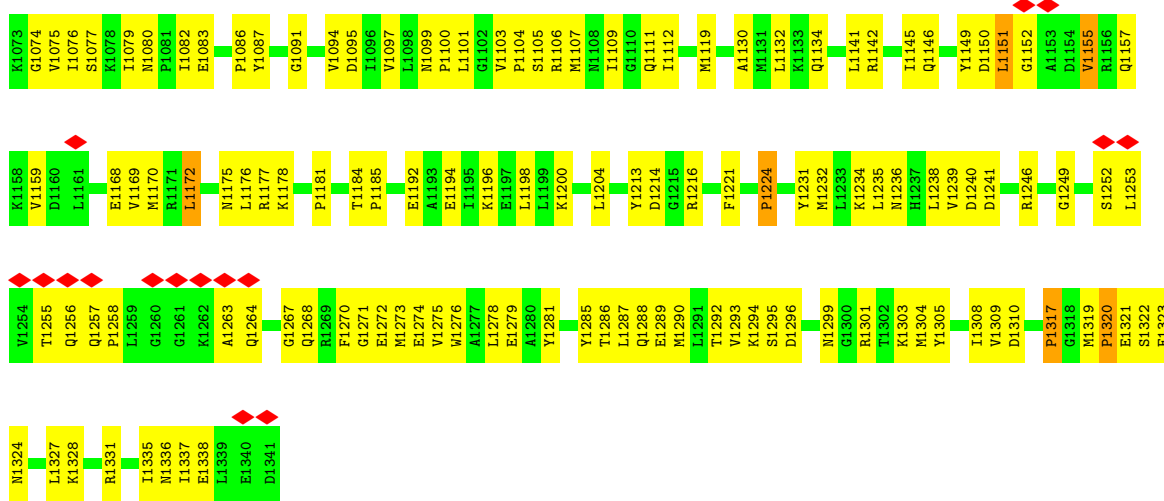 K1073 G1074 V1075 I1076 S1077 K1078 I1079 N1080 P1081 I1082 E1083 P1086 Y1087 G1091 V1094 D1095 I1096 V1097 L1098 N1099 P1100 L1101 G1102 V1103 P1104 S1105 R1106 M1107 N1108 I1109 G1110 Q1111 I1112 M1119 A1130 M1131 L1132 K1133 Q1134 L1141 R1142 I1145 Q1146 Y1149 D1150 L1151 G1152 A1153 D1154 V1155 R1156 Q1157
K1158 V1159 D1160 L1161 E1168 V1169 M1170 R1171 L1172 N1175 L1176 R1177 K1178 P1181 T1184 P1185 E1192 A1193 E1194 I1195 K1196 E1197 L1198 L1199 K1200 L1204 Y1213 D1214 G1215 R1216 F1221 P1224 Y1231 M1232 L1233 K1234 L1235 N1236 H1237 L1238 V1239 D1240 D1241 R1246 G1249 S1252 L1253
V1254 T1255 Q1256 Q1257 P1258 L1259 G1260 G1261 K1262 A1263 Q1264 G1267 Q1268 R1269 F1270 G1271 E1272 M1273 E1274 V1275 W1276 A1277 L1278 E1279 A1280 Y1281 Y1285 T1286 L1287 Q1288 E1289 M1290 L1291 T1292 V1293 K1294 S1295 D1296 N1299 G1300 R1301 T1302 K1303 M1304 Y1305 I1308 V1309 D1310 P1317 G1318 M1319 P1320 E1321 S1322 F1323
N1324 L1327 K1328 R1331 I1335 N1336 I1337 E1338 L1339 E1340 D1341